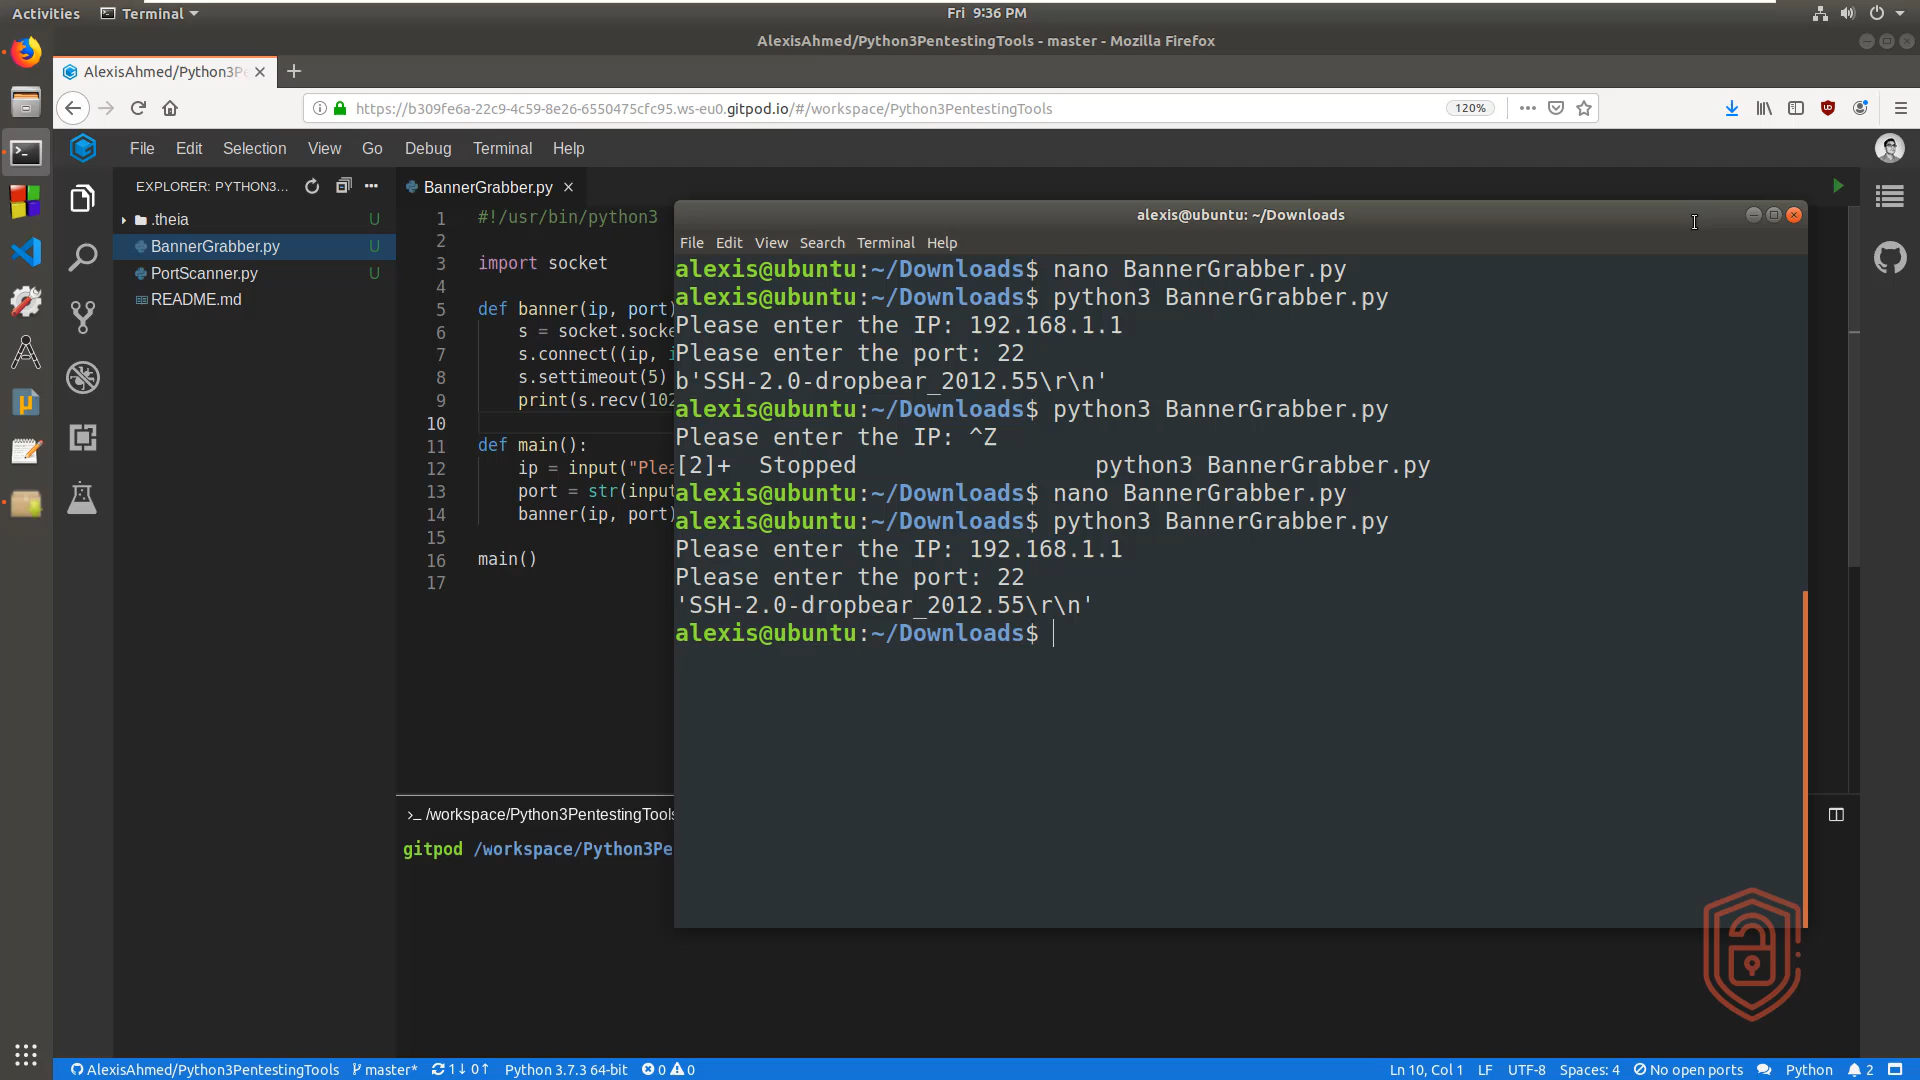 Activities Terminal Fri 9:36 PM
AlexisAhmed/Python3PentestingTools - master - Mozilla Firefox
AlexisAhmed/Python3Pe
https://b309fe6a-22c9-4c59-8e26-6550475cfc95.ws-eu0.gitpod.io/#/workspace/Python3PentestingTools 120%
File Edit Selection View Go Debug Terminal Help
EXPLORER: PYTHON3...
.theia U
BannerGrabber.py U
PortScanner.py U
README.md
BannerGrabber.py
1 #!/usr/bin/python3
2
3 import socket
4
5 def banner(ip, port)
6 s = socket.socke
7 s.connect((ip, i
8 s.settimeout(5)
9 print(s.recv(102
10
11 def main():
12 ip = input("Plea
13 port = str(input
14 banner(ip, port)
15
16 main()
17
alexis@ubuntu: ~/Downloads
File Edit View Search Terminal Help
alexis@ubuntu:~/Downloads$ nano BannerGrabber.py
alexis@ubuntu:~/Downloads$ python3 BannerGrabber.py
Please enter the IP: 192.168.1.1
Please enter the port: 22
b'SSH-2.0-dropbear_2012.55\r\n'
alexis@ubuntu:~/Downloads$ python3 BannerGrabber.py
Please enter the IP: ^Z
[2]+ Stopped python3 BannerGrabber.py
alexis@ubuntu:~/Downloads$ nano BannerGrabber.py
alexis@ubuntu:~/Downloads$ python3 BannerGrabber.py
Please enter the IP: 192.168.1.1
Please enter the port: 22
'SSH-2.0-dropbear_2012.55\r\n'
alexis@ubuntu:~/Downloads$
>_ /workspace/Python3PentestingTools
gitpod /workspace/Python3Pe
AlexisAhmed/Python3PentestingTools master* 1↓ 0↑ Python 3.7.3 64-bit 0 0 Ln 10, Col 1 LF UTF-8 Spaces: 4 No open ports Python 2